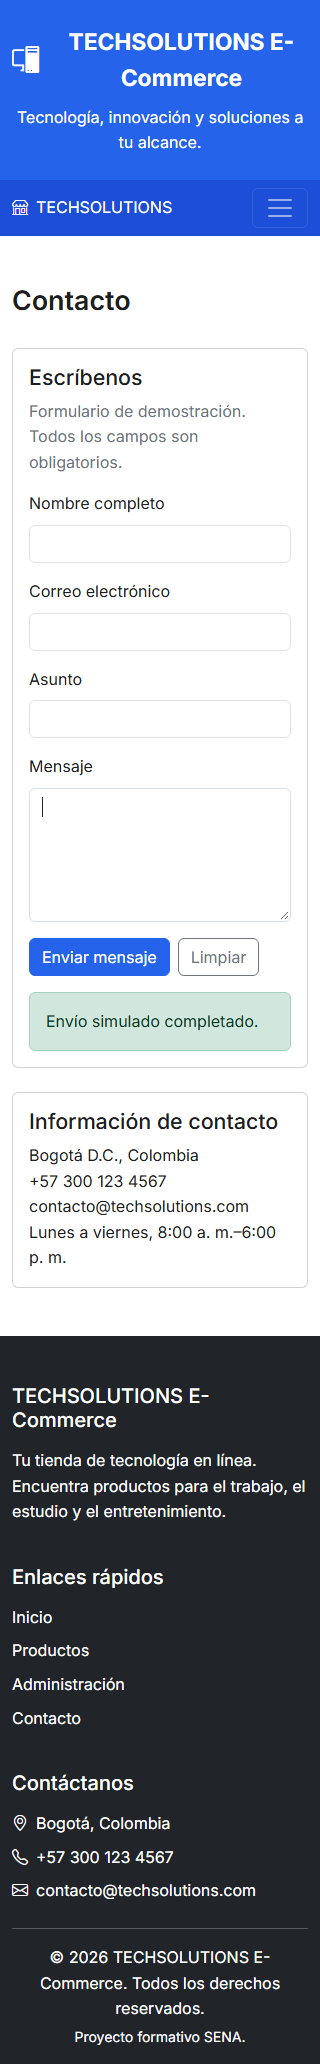 TECHSOLUTIONS E-
Commerce
Tecnología, innovación y soluciones a
tu alcance.
TECHSOLUTIONS
Contacto
Escríbenos
Formulario de demostración.
Todos los campos son
obligatorios.
Nombre completo
Correo electrónico
Asunto
Mensaje
Enviar mensaje
Limpiar
Envío simulado completado.
Información de contacto
Bogotá D.C., Colombia
+57 300 123 4567
contacto@techsolutions.com
Lunes a viernes, 8:00 a. m.–6:00
p. m.
TECHSOLUTIONS E-
Commerce
Tu tienda de tecnología en línea.
Encuentra productos para el trabajo, el
estudio y el entretenimiento.
Enlaces rápidos
Inicio
Productos
Administración
Contacto
Contáctanos
Bogotá, Colombia
+57 300 123 4567
contacto@techsolutions.com
© 2026 TECHSOLUTIONS E-
Commerce. Todos los derechos
reservados.
Proyecto formativo SENA.